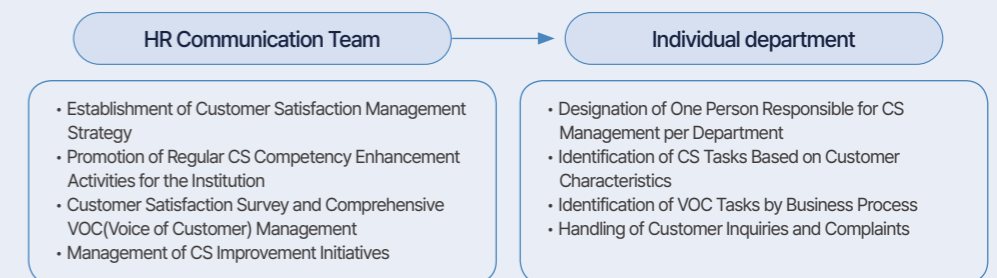 HR Communication Team
Individual department
• Establishment of Customer Satisfaction Management
Strategy
• Promotion of Regular CS Competency Enhancement
Activities for the Institution
• Customer Satisfaction Survey and Comprehensive
VOC(Voice of Customer) Management
• Management of CS Improvement Initiatives
• Designation of One Person Responsible for CS
Management per Department
• Identification of CS Tasks Based on Customer
Characteristics
• Identification of VOC Tasks by Business Process
• Handling of Customer Inquiries and Complaints